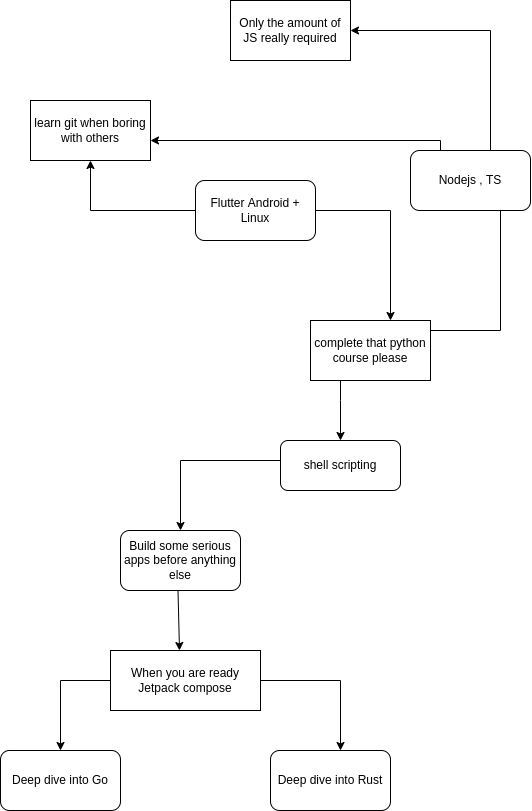 Only the amount of
JS really required
learn git when boring
with others
Nodejs , TS
Flutter Android +
Linux
complete that python
course please
shell scripting
Build some serious
apps before anything
else
When you are ready
Jetpack compose
Deep dive into Go
Deep dive into Rust